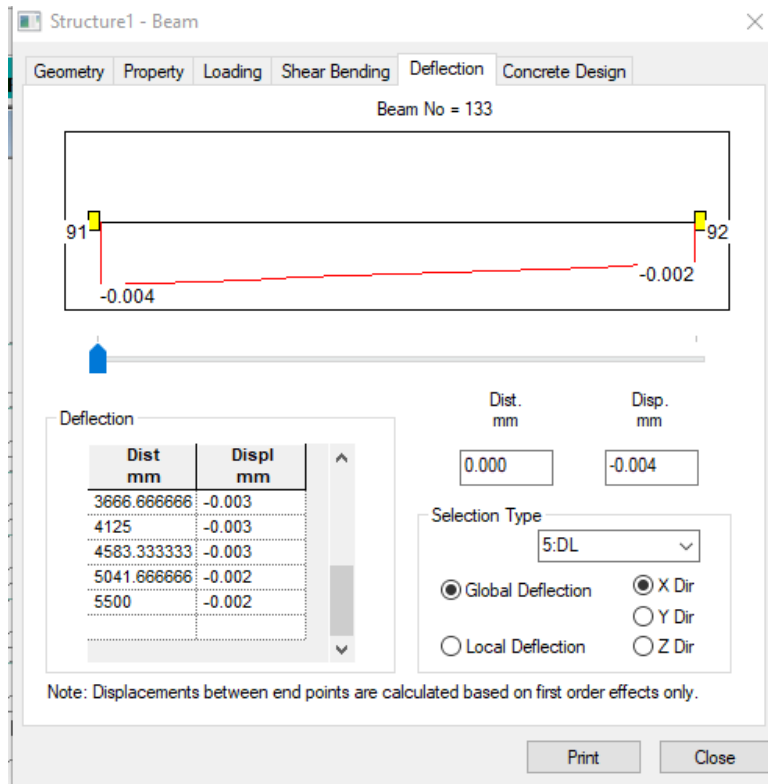 Structure1 - Beam
Geometry Property Loading Shear Bending Deflection Concrete Design
Beam No = 133
91 92
-0.004 -0.002
Dist. Disp.
mm mm
0.000 -0.004
Deflection
Dist Displ
mm mm
3666.666666 -0.003
4125 -0.003
4583.333333 -0.003
5041.666666 -0.002
5500 -0.002
Selection Type
5:DL
Global Deflection X Dir
Y Dir
Local Deflection Z Dir
Note: Displacements between end points are calculated based on first order effects only.
Print Close